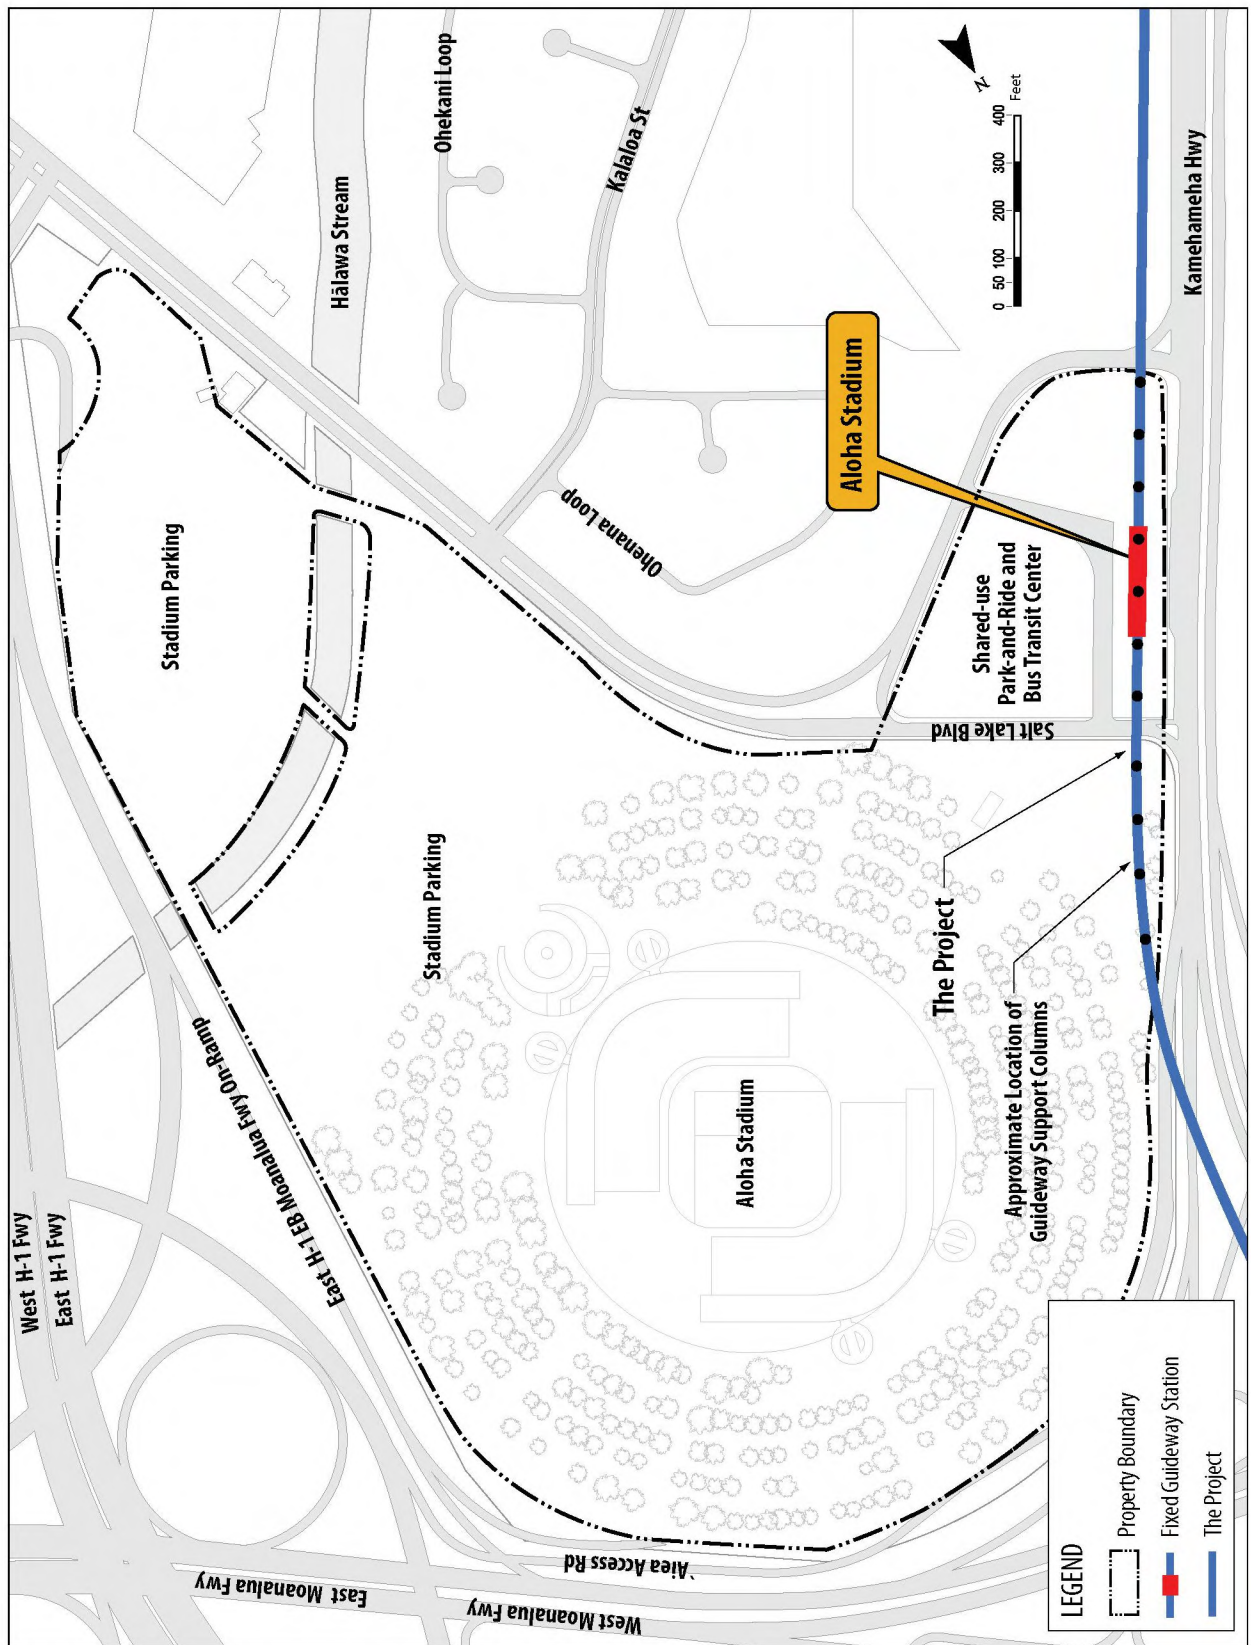 West H-1 Fwy
East H-1 Fwy
East H-1 EB Moanalua Fwy On-Ramp
East Moanalua Fwy
West Moanalua Fwy
`Aiea Access Rd
Stadium Parking
Stadium Parking
Hālawa Stream
Ohekani Loop
Kalaloa St
Ohenana Loop
Aloha Stadium
Aloha Stadium
Shared-use
Park-and-Ride and
Bus Transit Center
Salt Lake Blvd
The Project
Approximate Location of
Guideway Support Columns
Kamehameha Hwy
N
0 50 100 200 300 400
Feet
LEGEND
Property Boundary
Fixed Guideway Station
The Project